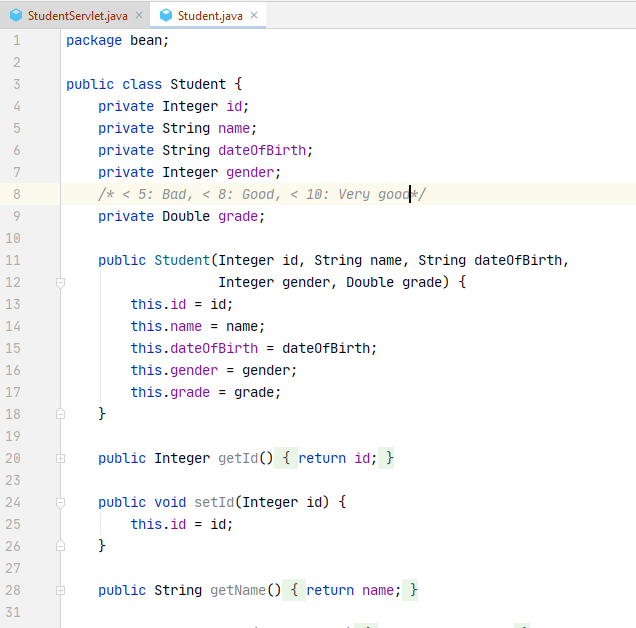 StudentServlet.java × Student.java ×
1 package bean;
2
3 public class Student {
4 private Integer id;
5 private String name;
6 private String dateOfBirth;
7 private Integer gender;
8 /* < 5: Bad, < 8: Good, < 10: Very good*/
9 private Double grade;
10
11 public Student(Integer id, String name, String dateOfBirth,
12 Integer gender, Double grade) {
13 this.id = id;
14 this.name = name;
15 this.dateOfBirth = dateOfBirth;
16 this.gender = gender;
17 this.grade = grade;
18 }
19
20 public Integer getId() { return id; }
23
24 public void setId(Integer id) {
25 this.id = id;
26 }
27
28 public String getName() { return name; }
31